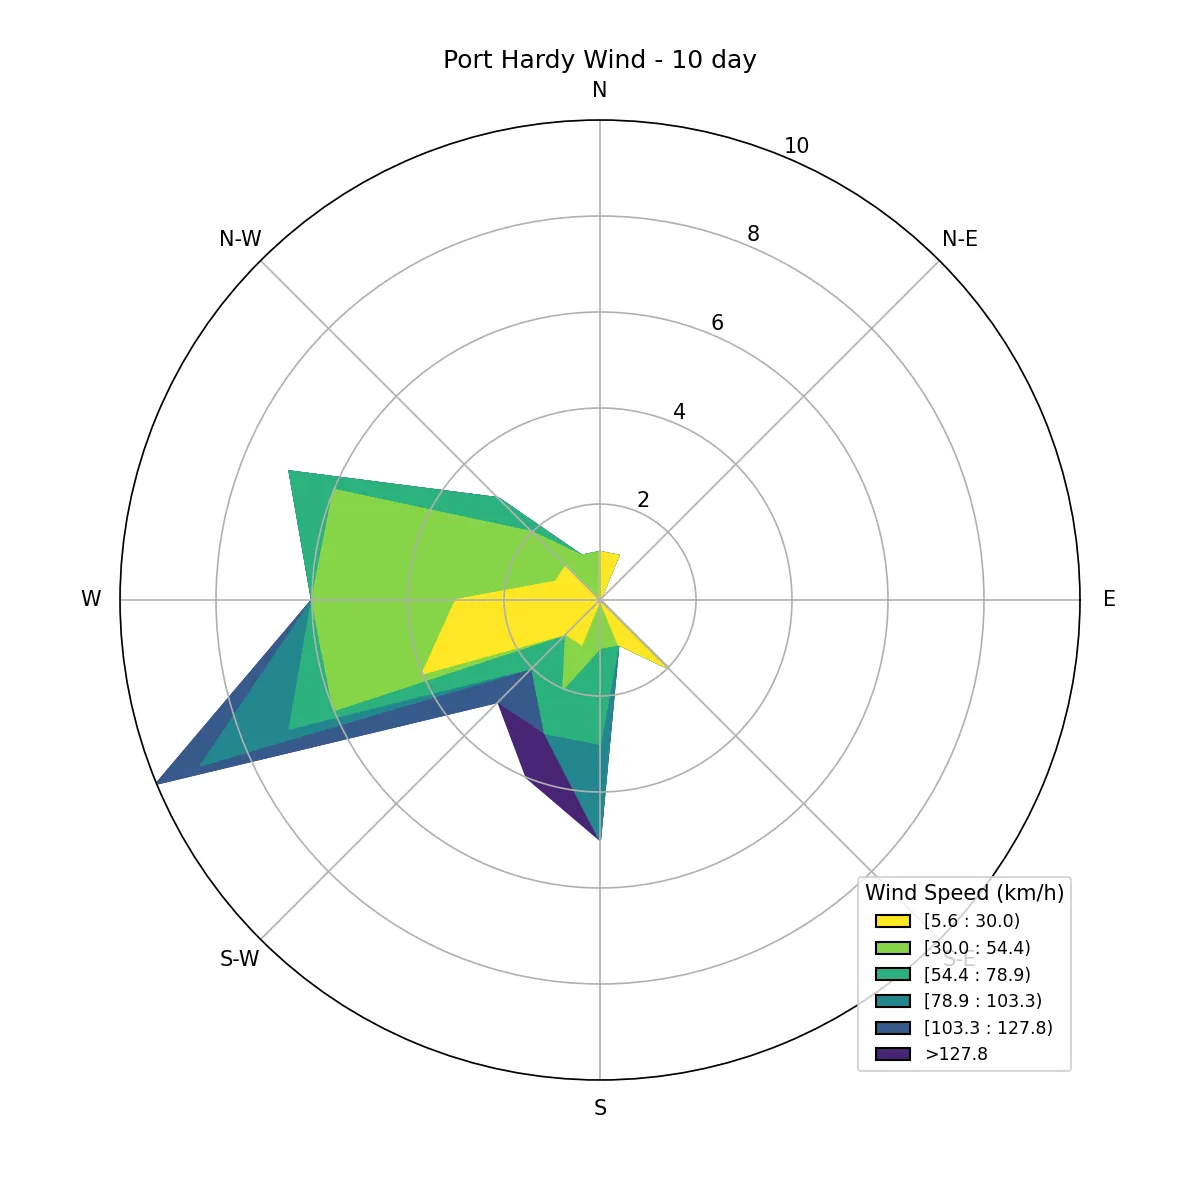 Port Hardy Wind - 10 day
N
10
N-W
N-E
8
6
4
2
W
E
S-W
S-E
S
Wind Speed (km/h)
[5.6 : 30.0)
[30.0 : 54.4)
[54.4 : 78.9)
[78.9 : 103.3)
[103.3 : 127.8)
>127.8